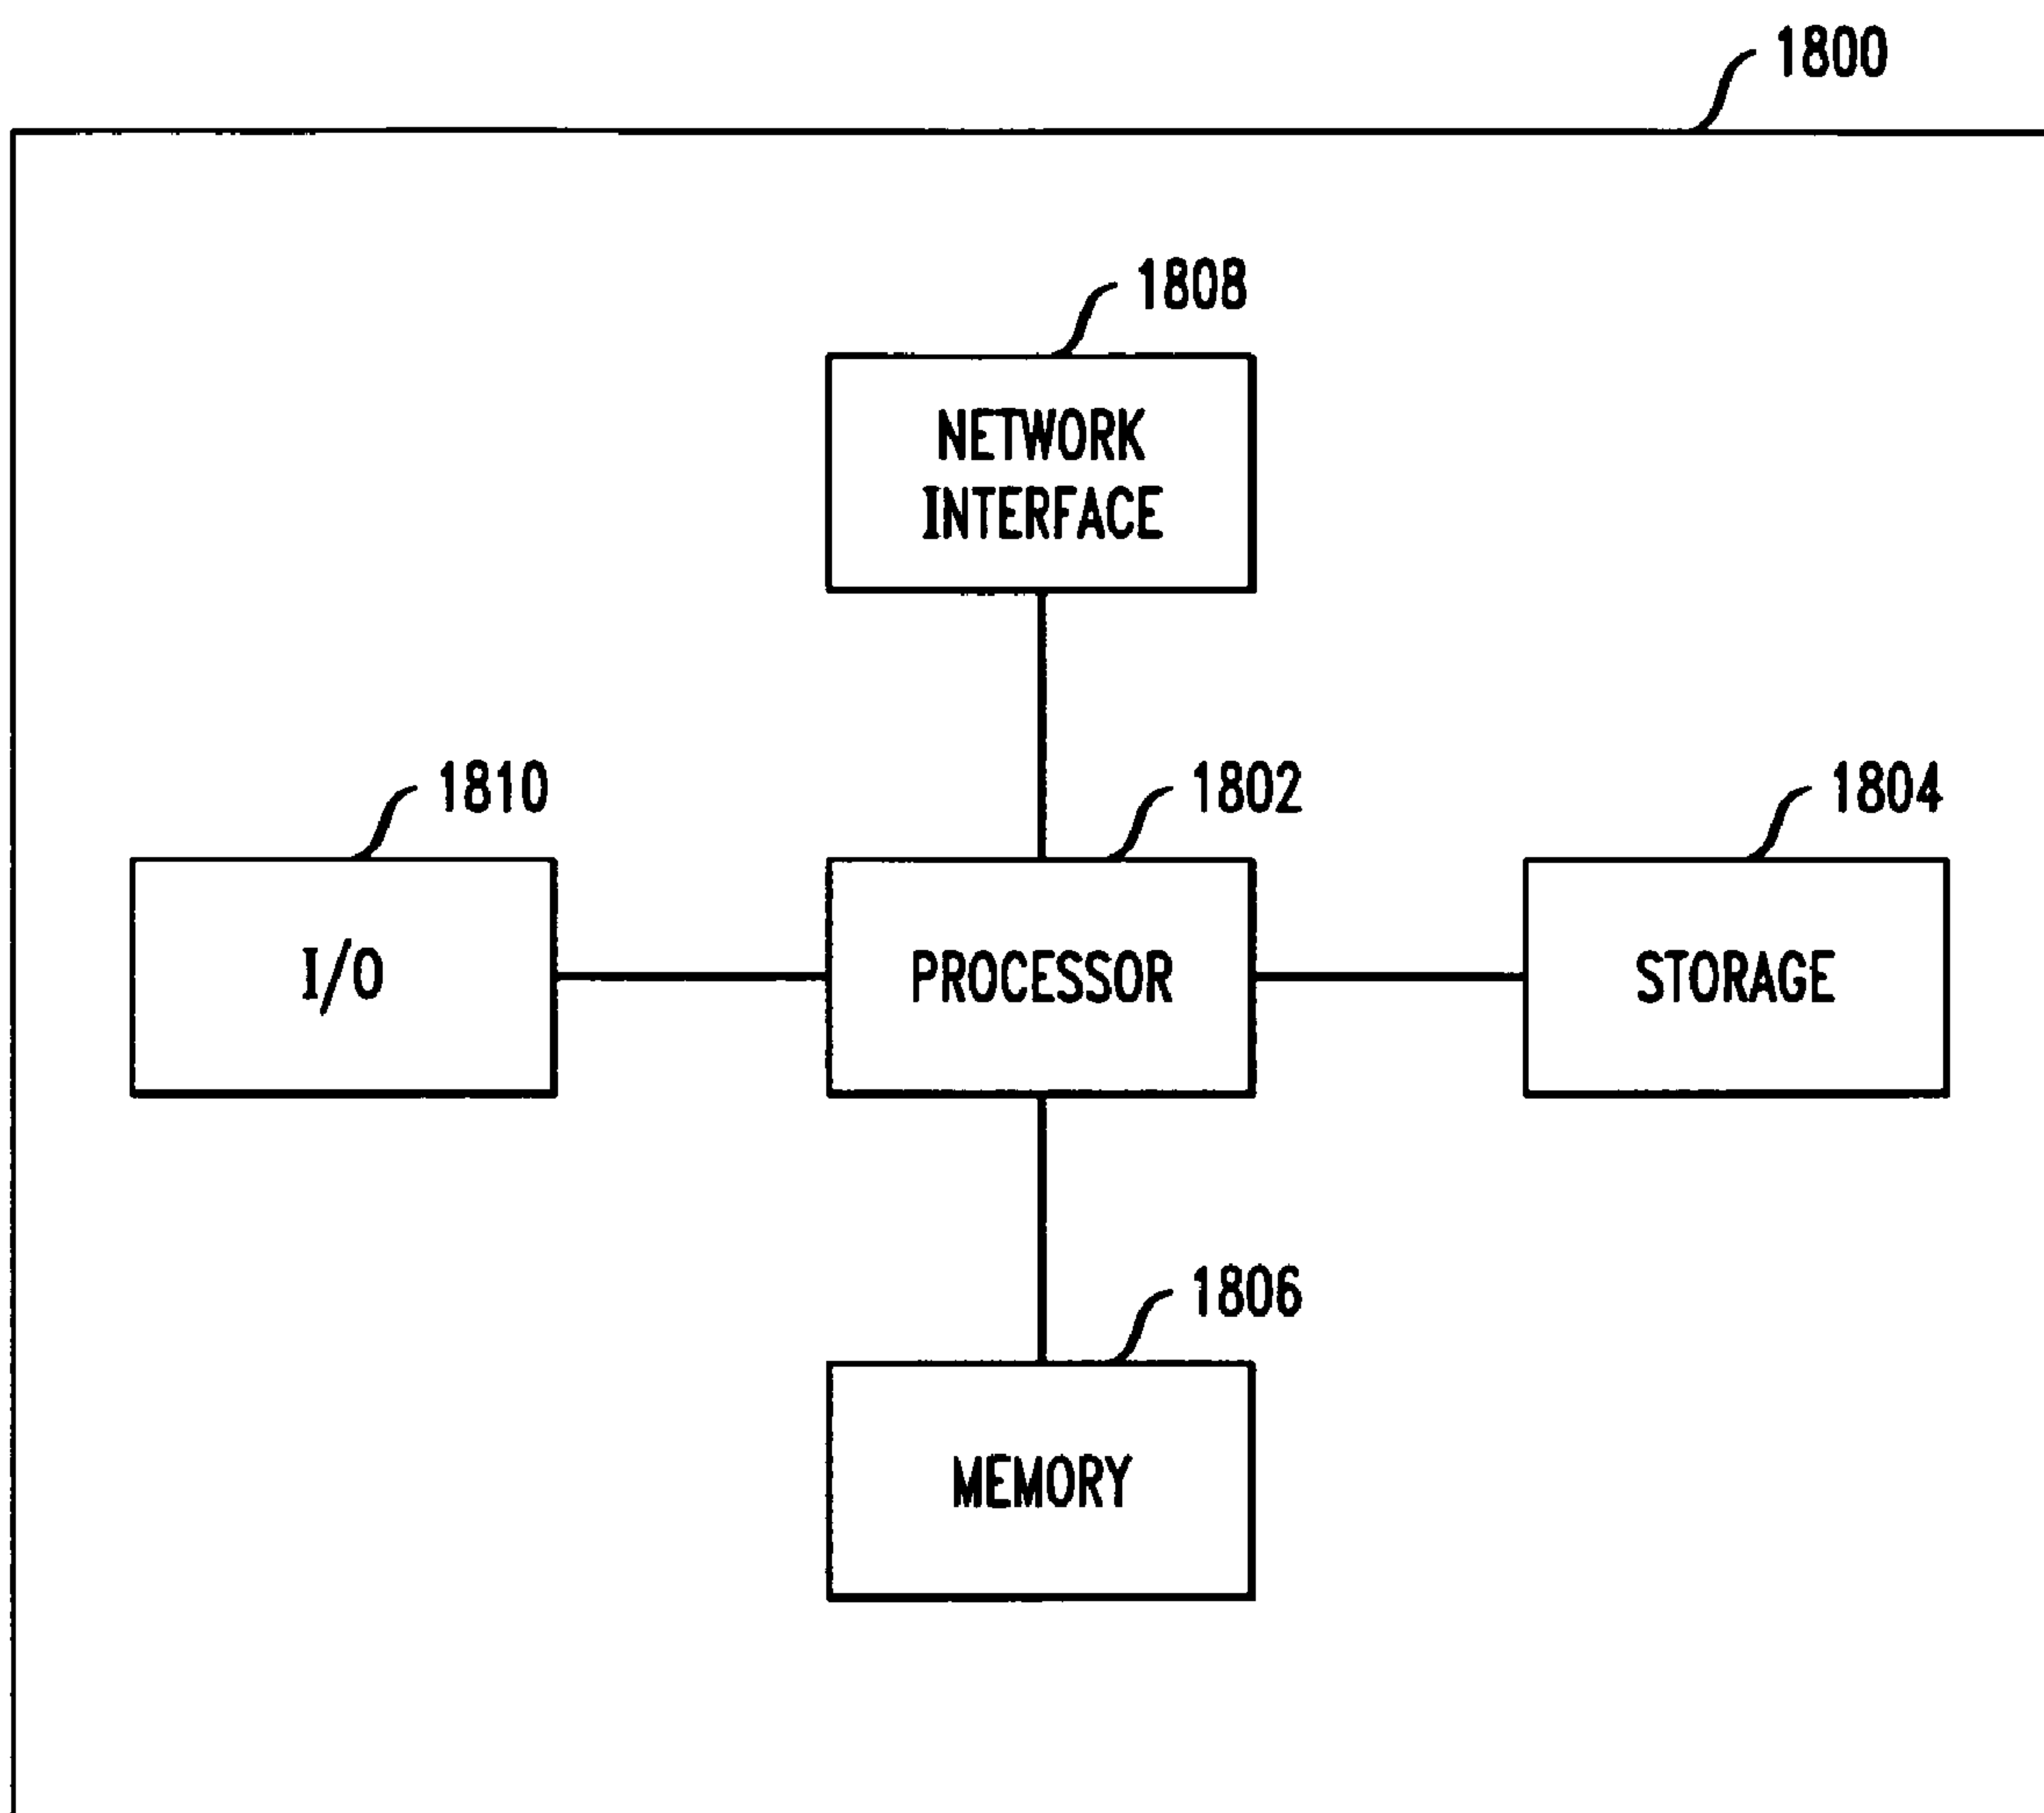 1800
1808
NETWORK
INTERFACE
1810
1802
1804
I/O
PROCESSOR
STORAGE
1806
MEMORY